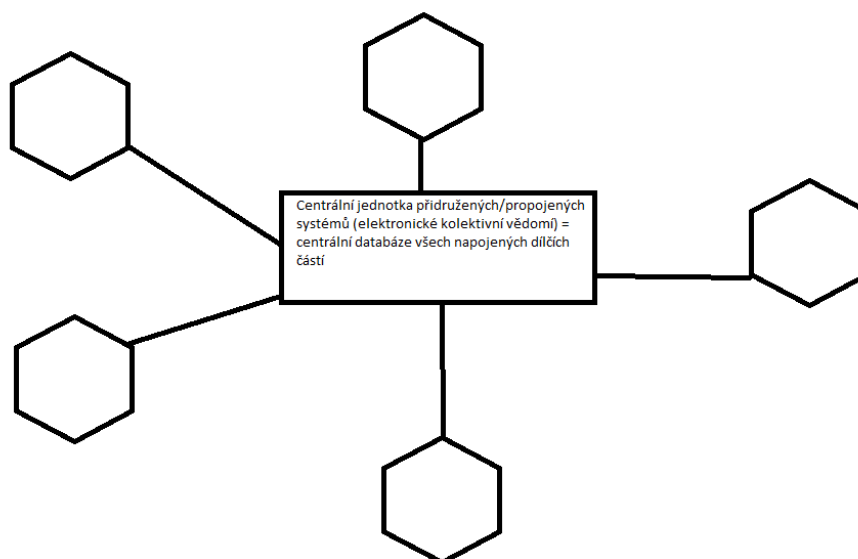 Centrální jednotka přidružených/propojených
systémů (elektronické kolektivní vědomí) =
centrální databáze všech napojených dílčích
částí